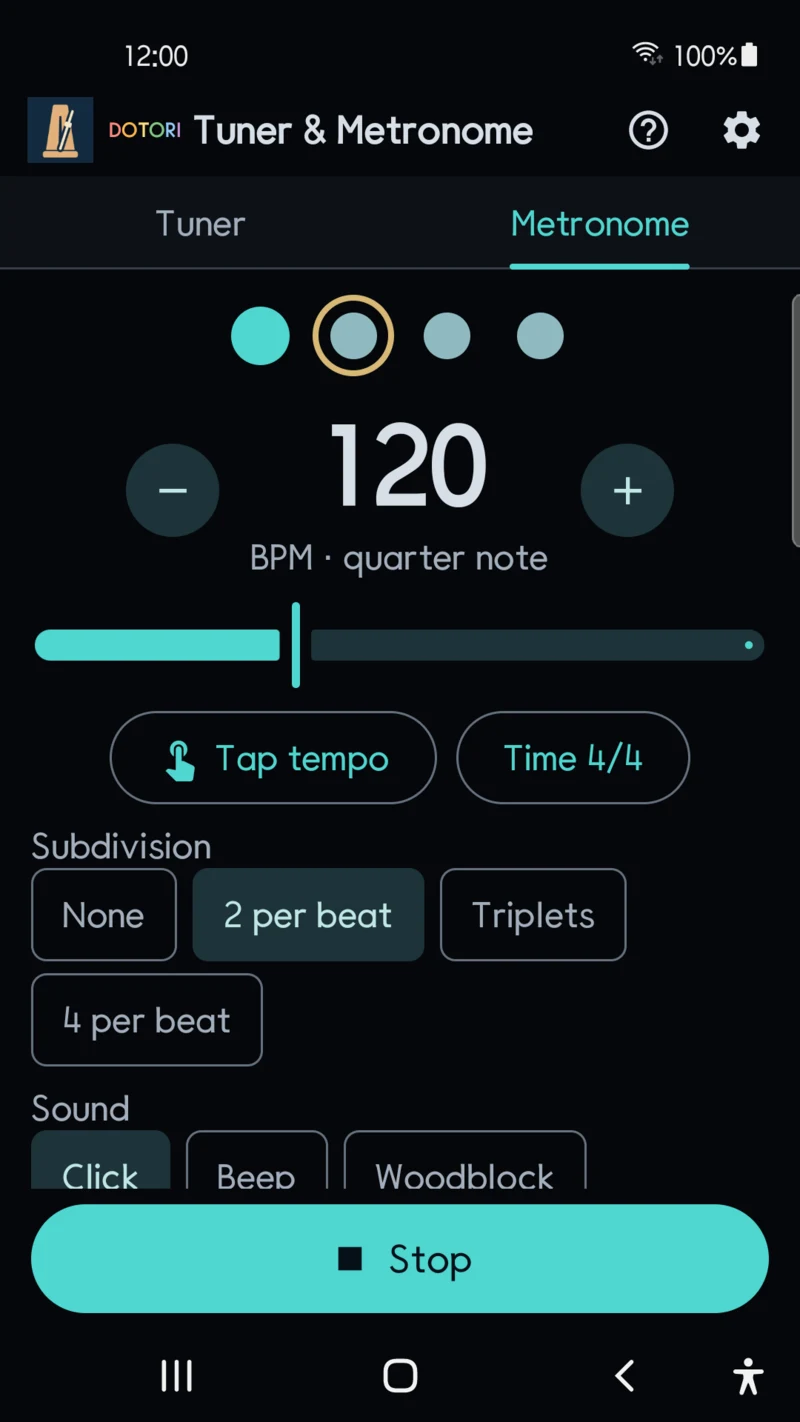 12:00 100%
DOTORI Tuner & Metronome
Tuner Metronome
120
BPM · quarter note
Tap tempo Time 4/4
Subdivision
None 2 per beat Triplets
4 per beat
Sound
Click Beep Woodblock
Stop